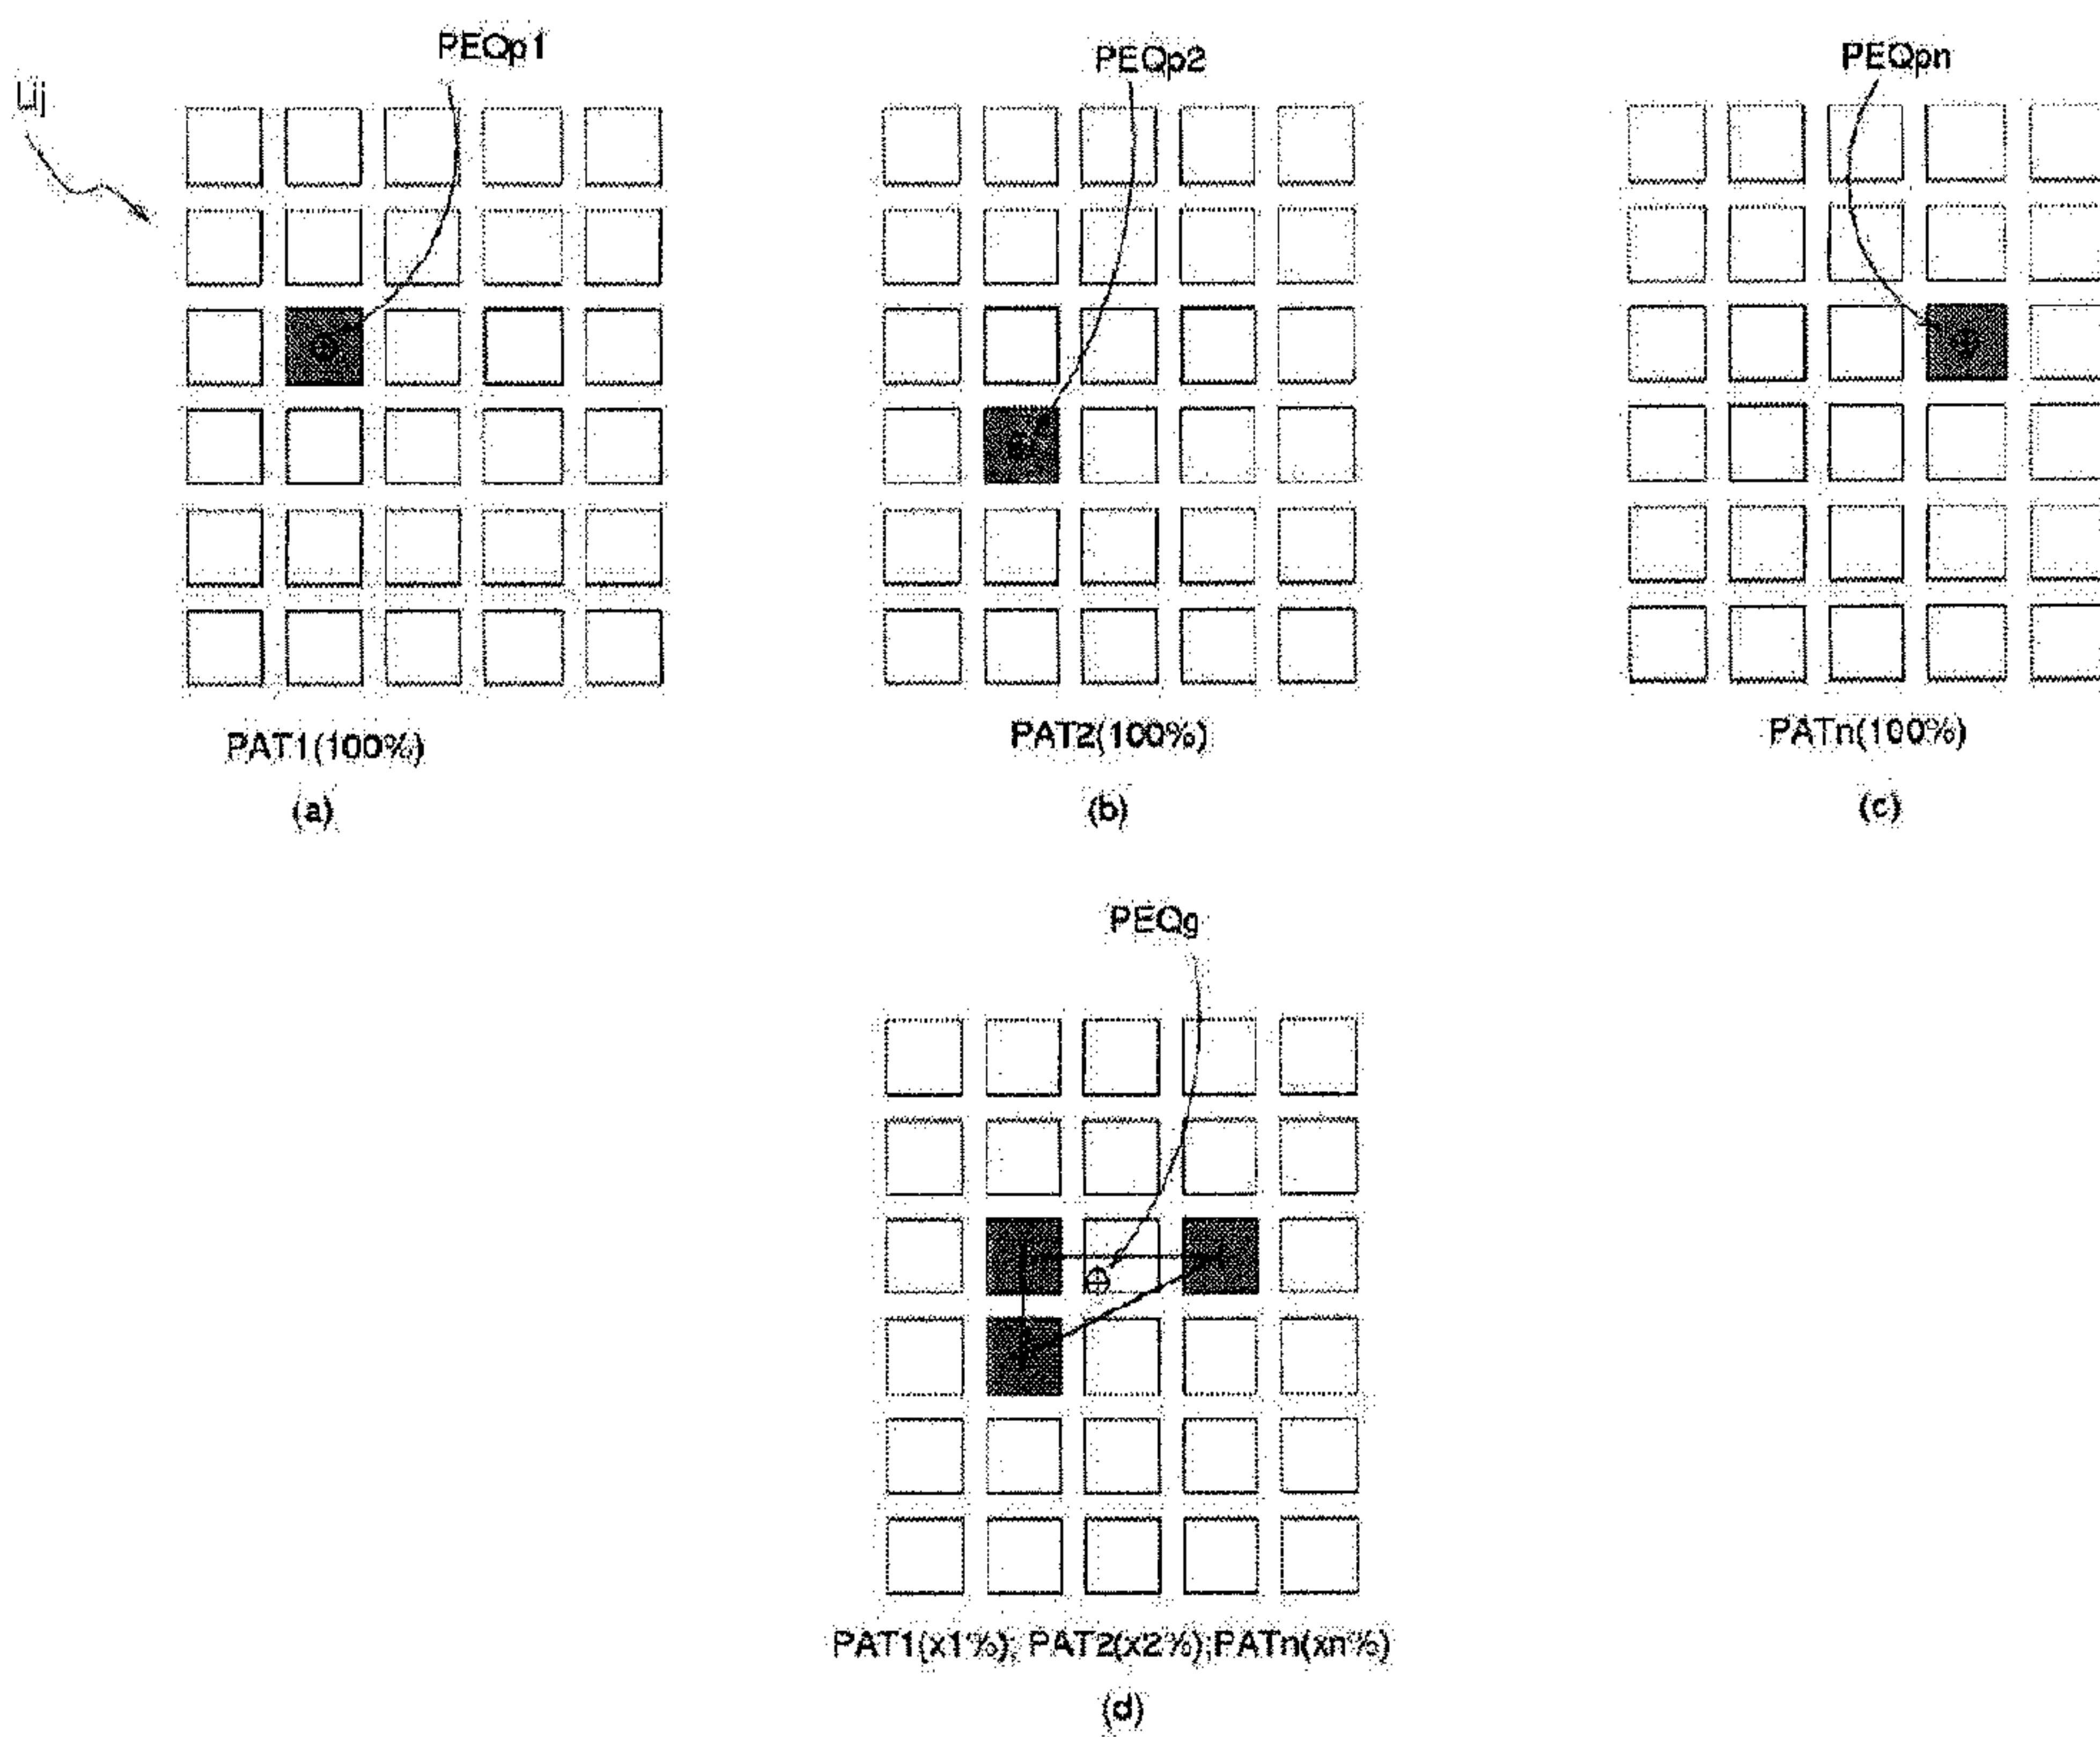 PEQp1
PEQp2
PEQpn
Lij
PAT1(100%)
PAT2(100%)
PATn(100%)
(a)
(b)
(c)
PEQg
PAT1(x1%); PAT2(x2%);PATn(xn%)
(d)